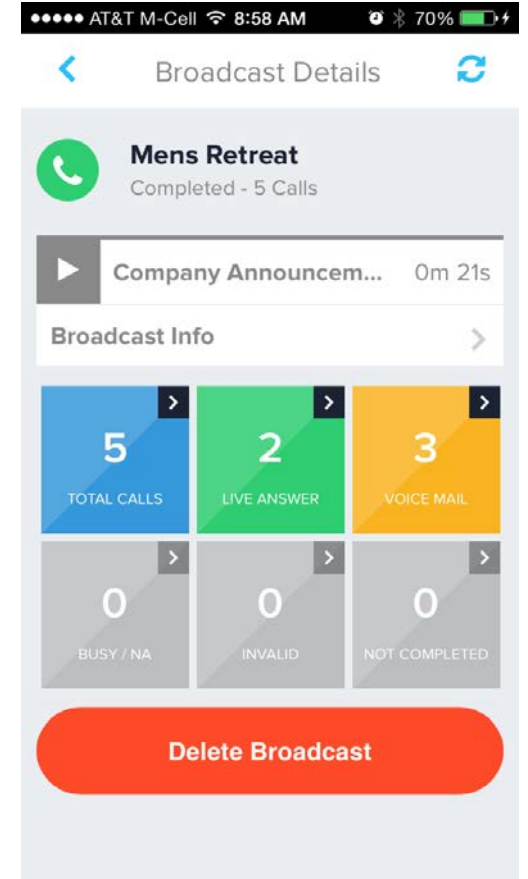 AT&T M-Cell 8:58 AM 70%
Broadcast Details
Mens Retreat
Completed - 5 Calls
Company Announcem... 0m 21s
Broadcast Info
5 2 3
TOTAL CALLS LIVE ANSWER VOICE MAIL
0 0 0
BUSY / NA INVALID NOT COMPLETED
Delete Broadcast